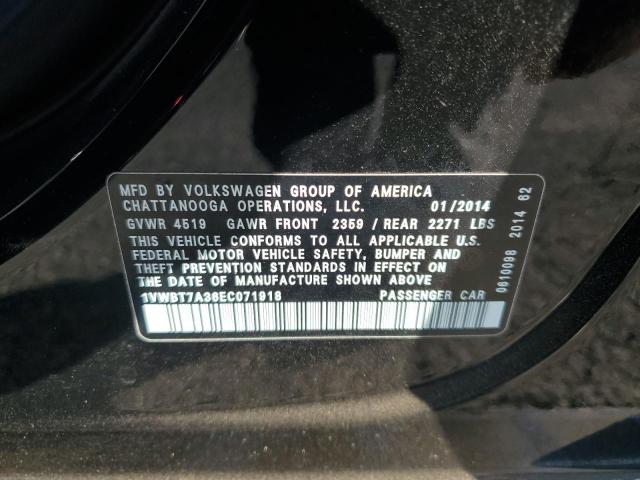 MFD BY VOLKSWAGEN GROUP OF AMERICA
CHATTANOOGA OPERATIONS, LLC. 01/2014
GVWR 4519 GAWR FRONT 2359 / REAR 2271 LBS
THIS VEHICLE CONFORMS TO ALL APPLICABLE U.S.
FEDERAL MOTOR VEHICLE SAFETY, BUMPER AND
THEFT PREVENTION STANDARDS IN EFFECT ON
THE DATE OF MANUFACTURE SHOWN ABOVE
1VWBT7A36EC071918 PASSENGER CAR
0610098 2014 62